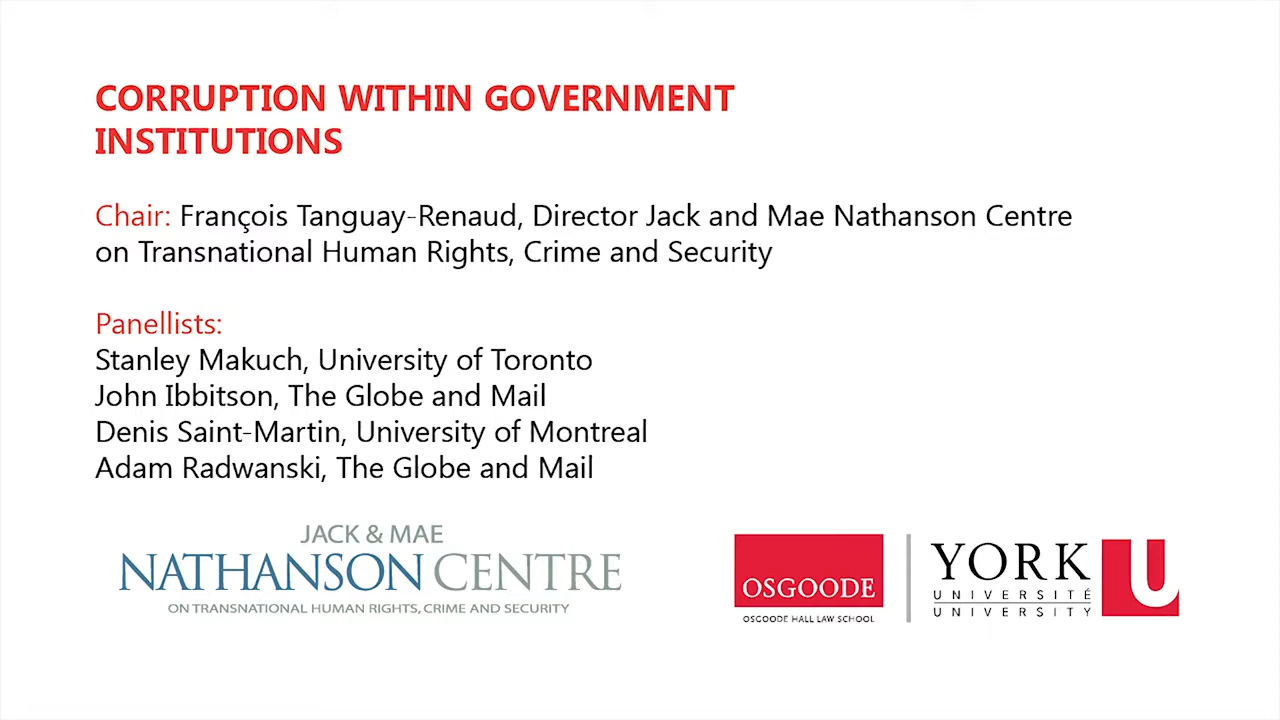 CORRUPTION WITHIN GOVERNMENT
INSTITUTIONS
Chair: François Tanguay-Renaud, Director Jack and Mae Nathanson Centre
on Transnational Human Rights, Crime and Security
Panellists:
Stanley Makuch, University of Toronto
John Ibbitson, The Globe and Mail
Denis Saint-Martin, University of Montreal
Adam Radwanski, The Globe and Mail
JACK & MAE
NATHANSON CENTRE
ON TRANSNATIONAL HUMAN RIGHTS, CRIME AND SECURITY
OSGOODE
OSGOODE HALL LAW SCHOOL
YORK
UNIVERSITÉ
UNIVERSITY
U